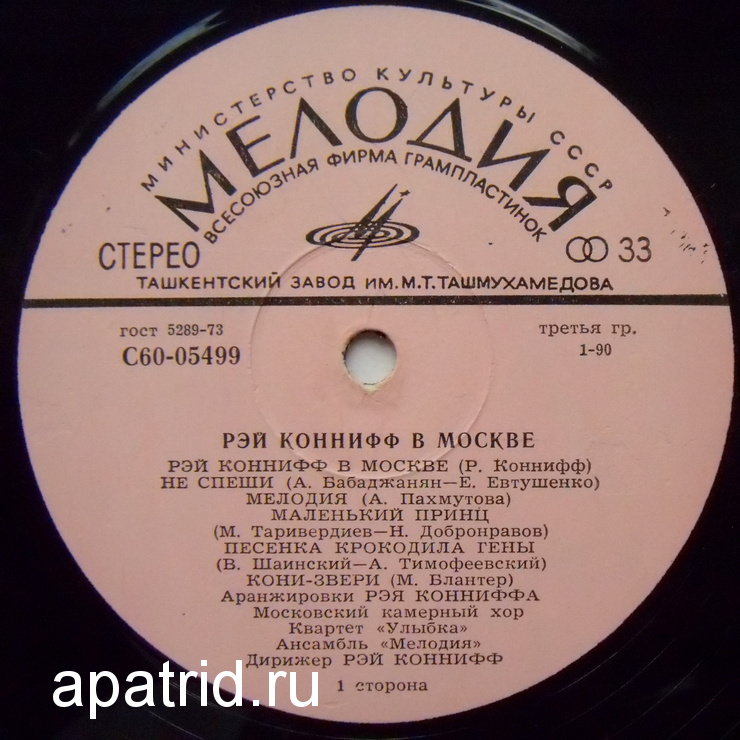 МИНИСТЕРСТВО КУЛЬТУРЫ СССР
МЕЛОДИЯ
ВСЕСОЮЗНАЯ ФИРМА ГРАМПЛАСТИНОК
СТЕРЕО
33
ТАШКЕНТСКИЙ ЗАВОД ИМ.М.Т.ТАШМУХАМЕДОВА
гост 5289-73
третья гр.
С60-05499
1-90
РЭЙ КОННИФФ В МОСКВЕ
РЭЙ КОННИФФ В МОСКВЕ (Р. Коннифф)
НЕ СПЕШИ (А. Бабаджанян—Е. Евтушенко)
МЕЛОДИЯ (А. Пахмутова)
МАЛЕНЬКИЙ ПРИНЦ
(М. Таривердиев—Н. Добронравов)
ПЕСЕНКА КРОКОДИЛА ГЕНЫ
(В. Шаинский—А. Тимофеевский)
КОНИ-ЗВЕРИ (М. Блантер)
Аранжировки РЭЯ КОННИФФА
Московский камерный хор
Квартет «Улыбка»
Ансамбль «Мелодия»
Дирижер РЭЙ КОННИФФ
1 сторона
apatrid.ru